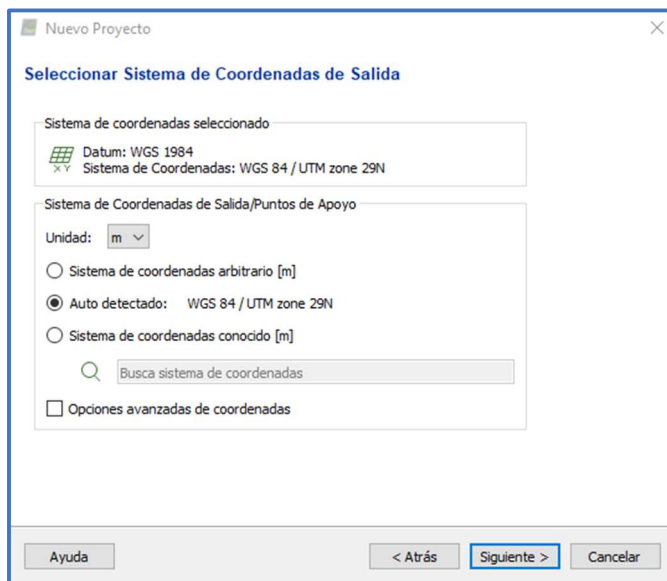 Nuevo Proyecto
Seleccionar Sistema de Coordenadas de Salida
Sistema de coordenadas seleccionado
Datum: WGS 1984
Sistema de Coordenadas: WGS 84 / UTM zone 29N
X Y
Sistema de Coordenadas de Salida/Puntos de Apoyo
Unidad: m
Sistema de coordenadas arbitrario [m]
Auto detectado: WGS 84 / UTM zone 29N
Sistema de coordenadas conocido [m]
Busca sistema de coordenadas
Opciones avanzadas de coordenadas
Ayuda < Atrás Siguiente > Cancelar